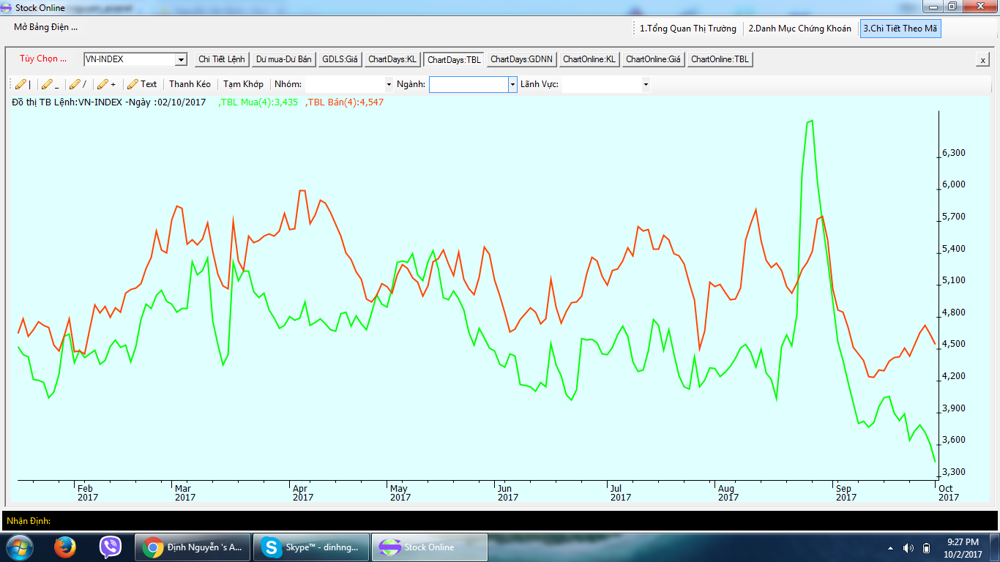 Stock Online
Mở Bảng Điện ...
1.Tổng Quan Thị Trường
2.Danh Mục Chứng Khoán
3.Chi Tiết Theo Mã
Tùy Chọn ...
VN-INDEX
Chi Tiết Lệnh
Dư mua-Dư Bán
GDLS:Giá
ChartDays:KL
ChartDays:TBL
ChartDays:GDNN
ChartOnline:KL
ChartOnline:Giá
ChartOnline:TBL
x
|
_
/
+
Text
Thanh Kéo
Tạm Khớp
Nhóm:
Ngành:
Lãnh Vực:
Đồ thị TB Lệnh:VN-INDEX -Ngày :02/10/2017 ,TBL Mua(4):3,435 ,TBL Bán(4):4,547
6,300
6,000
5,700
5,400
5,100
4,800
4,500
4,200
3,900
3,600
3,300
Feb 2017
Mar 2017
Apr 2017
May 2017
Jun 2017
Jul 2017
Aug 2017
Sep 2017
Oct 2017
Nhận Định:
Định Nguyễn 's A...
Skype™ - dinhng...
Stock Online
9:27 PM
10/2/2017